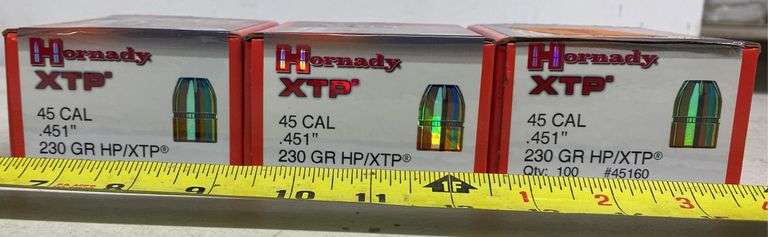 Hornady
XTP®
45 CAL
.451"
230 GR HP/XTP®
Hornady
XTP®
45 CAL
.451"
230 GR HP/XTP®
Hornady
XTP®
45 CAL
.451"
230 GR HP/XTP®
Qty: 100 #45160
7 8 9 10 11 1F 1 2 3